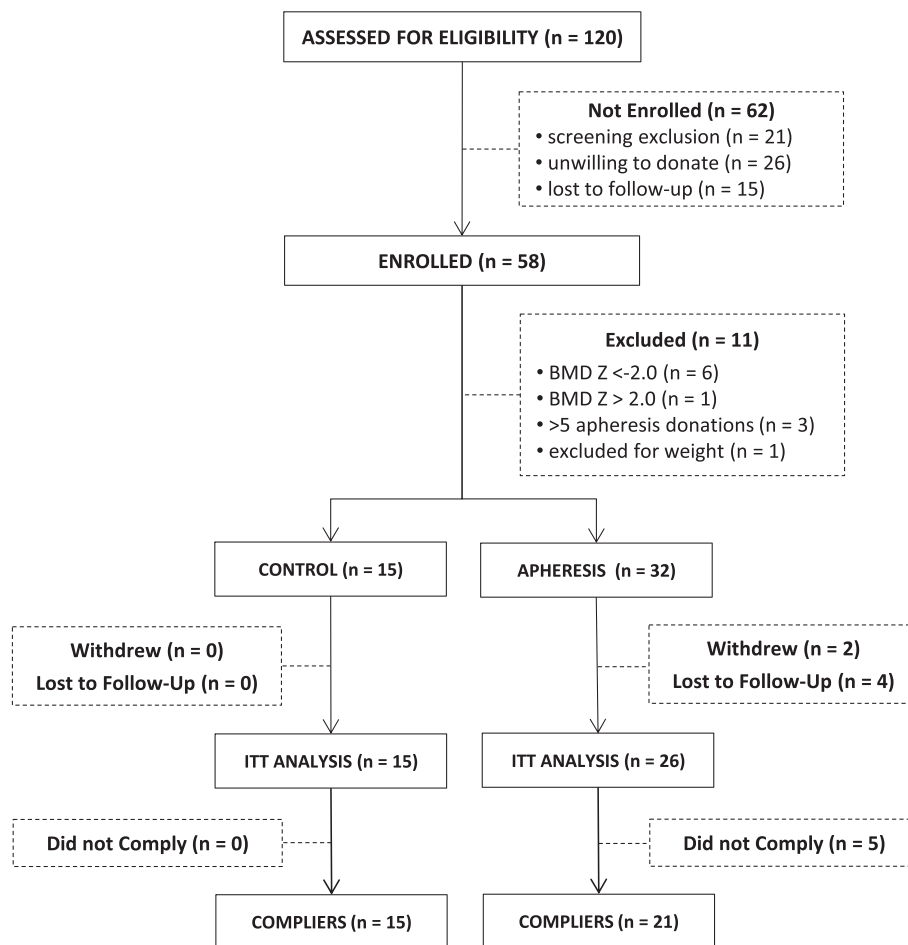 ASSESSED FOR ELIGIBILITY (n = 120)
Not Enrolled (n = 62)
• screening exclusion (n = 21)
• unwilling to donate (n = 26)
• lost to follow-up (n = 15)
ENROLLED (n = 58)
Excluded (n = 11)
• BMD Z <-2.0 (n = 6)
• BMD Z > 2.0 (n = 1)
• >5 apheresis donations (n = 3)
• excluded for weight (n = 1)
CONTROL (n = 15)
APHERESIS (n = 32)
Withdrew (n = 0)
Lost to Follow-Up (n = 0)
Withdrew (n = 2)
Lost to Follow-Up (n = 4)
ITT ANALYSIS (n = 15)
ITT ANALYSIS (n = 26)
Did not Comply (n = 0)
Did not Comply (n = 5)
COMPLIERS (n = 15)
COMPLIERS (n = 21)